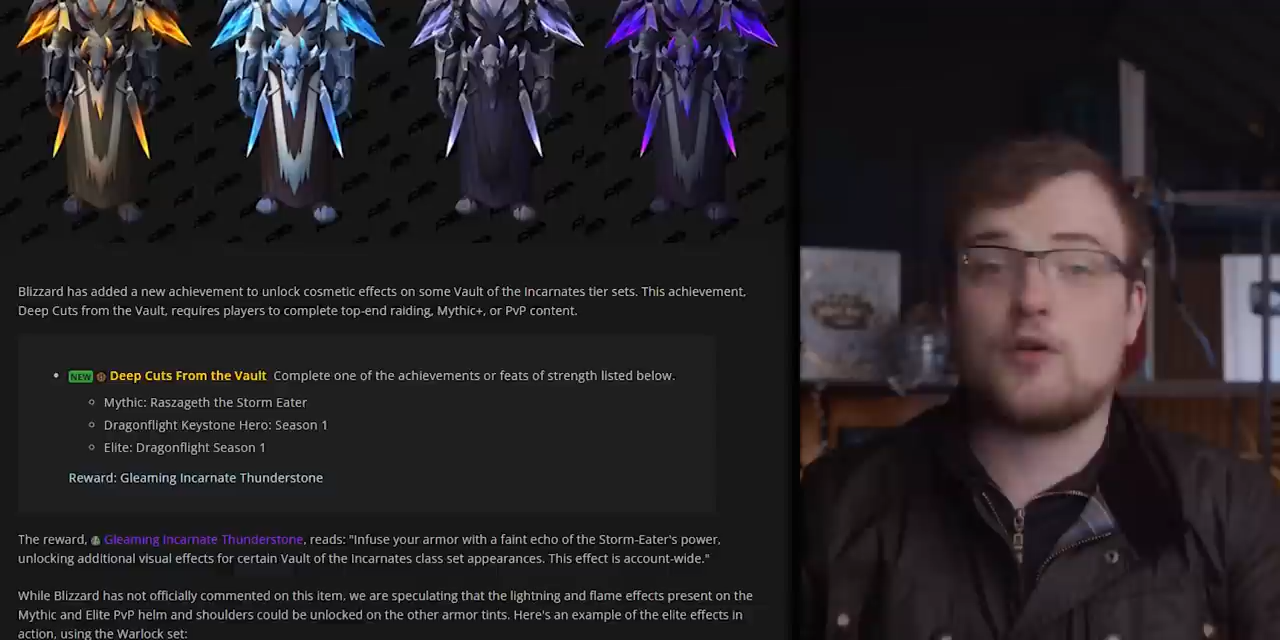 Blizzard has added a new achievement to unlock cosmetic effects on some Vault of the Incarnates tier sets. This achievement,
Deep Cuts from the Vault, requires players to complete top-end raiding, Mythic+, or PvP content.
NEW Deep Cuts From the Vault Complete one of the achievements or feats of strength listed below.
Mythic: Raszageth the Storm Eater
Dragonflight Keystone Hero: Season 1
Elite: Dragonflight Season 1
Reward: Gleaming Incarnate Thunderstone
The reward, Gleaming Incarnate Thunderstone, reads: "Infuse your armor with a faint echo of the Storm-Eater's power,
unlocking additional visual effects for certain Vault of the Incarnates class set appearances. This effect is account-wide."
While Blizzard has not officially commented on this item, we are speculating that the lightning and flame effects present on the
Mythic and Elite PvP helm and shoulders could be unlocked on the other armor tints. Here's an example of the elite effects in
action, using the Warlock set: